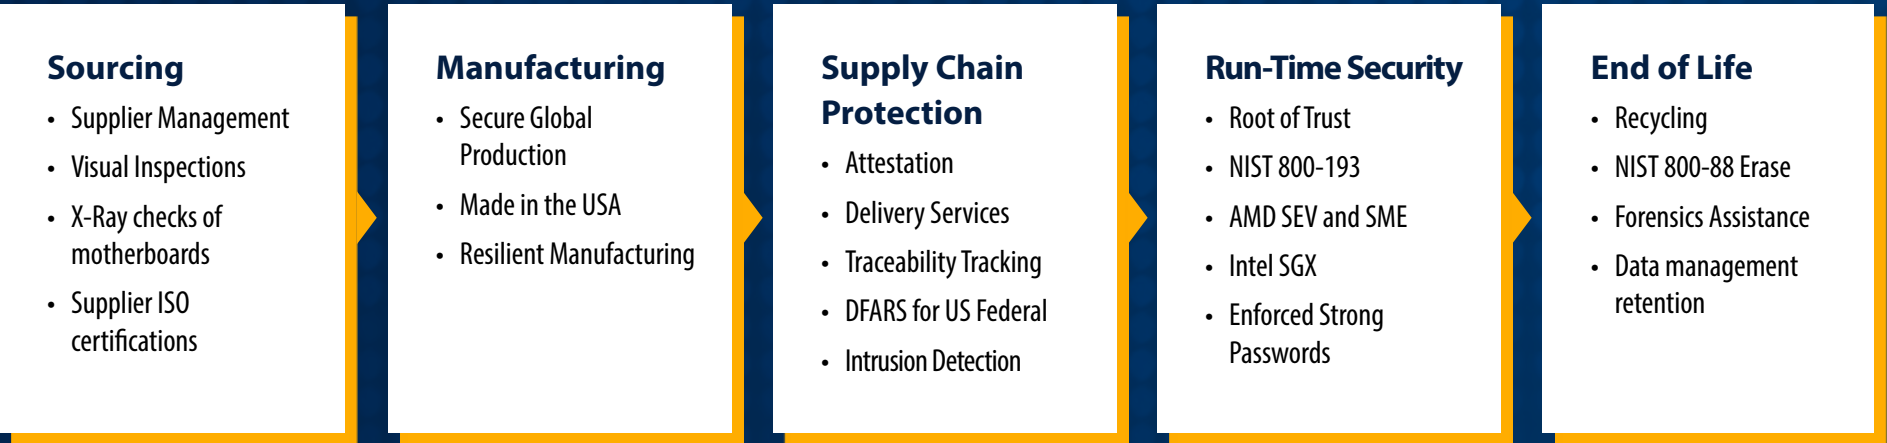 Sourcing
• Supplier Management
• Visual Inspections
• X-Ray checks of
motherboards
• Supplier ISO
certifications
Manufacturing
• Secure Global
Production
• Made in the USA
• Resilient Manufacturing
Supply Chain
Protection
• Attestation
• Delivery Services
• Traceability Tracking
• DFARS for US Federal
• Intrusion Detection
Run-Time Security
• Root of Trust
• NIST 800-193
• AMD SEV and SME
• Intel SGX
• Enforced Strong
Passwords
End of Life
• Recycling
• NIST 800-88 Erase
• Forensics Assistance
• Data management
retention